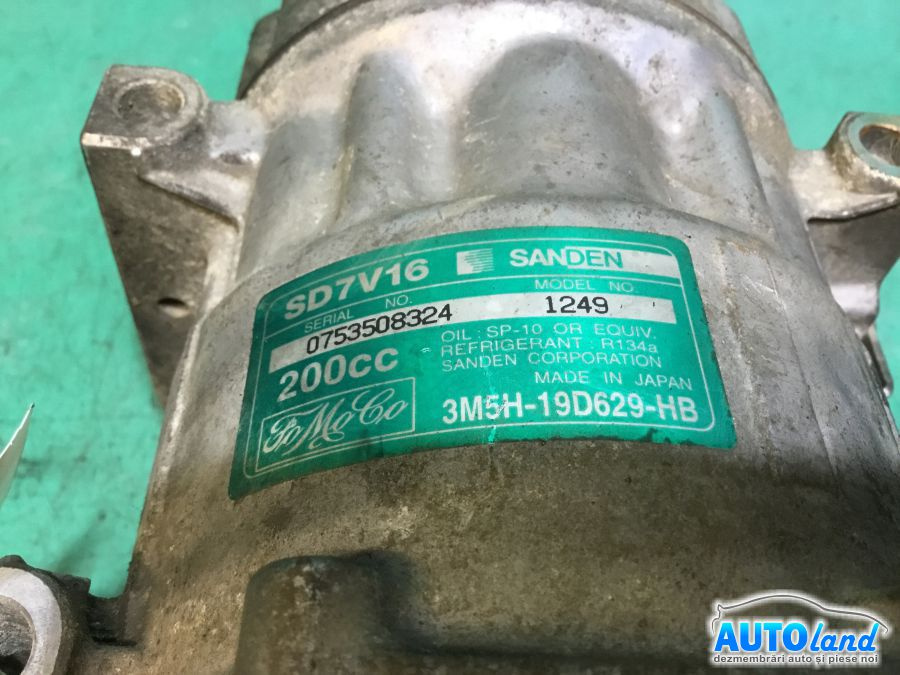 SD7V16 SANDEN
SERIAL NO. MODEL NO.
0753508324 1249
200cc OIL : SP-10 OR EQUIV.
REFRIGERANT : R134a
SANDEN CORPORATION
MADE IN JAPAN
FoMoCo 3M5H-19D629-HB
AUTOland
dezmembrări auto și piese noi